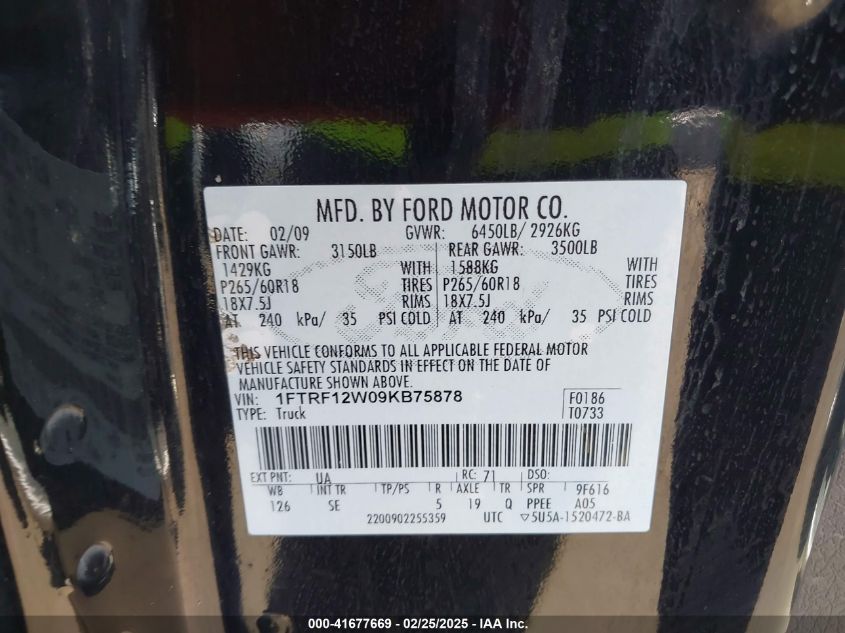 MFD. BY FORD MOTOR CO.
DATE: 02/09 GVWR: 6450LB/ 2926KG
FRONT GAWR: 3150LB REAR GAWR: 3500LB
1429KG WITH 1588KG WITH
P265/60R18 TIRES P265/60R18 TIRES
18X7.5J RIMS 18X7.5J RIMS
AT 240 kPa/ 35 PSI COLD AT 240 kPa/ 35 PSI COLD
THIS VEHICLE CONFORMS TO ALL APPLICABLE FEDERAL MOTOR
VEHICLE SAFETY STANDARDS IN EFFECT ON THE DATE OF
MANUFACTURE SHOWN ABOVE.
VIN: 1FTRF12W09KB75878 F0186
TYPE: Truck T0733
EXT PNT: UA RC: 71 DSO:
WB INT TR TP/PS R AXLE TR SPR 9F616
126 SE 5 19 Q PPEE A05
2200902255359 UTC ▽5U5A-1520472-BA
000-41677669 / 02/25/2025 - IAA Inc.